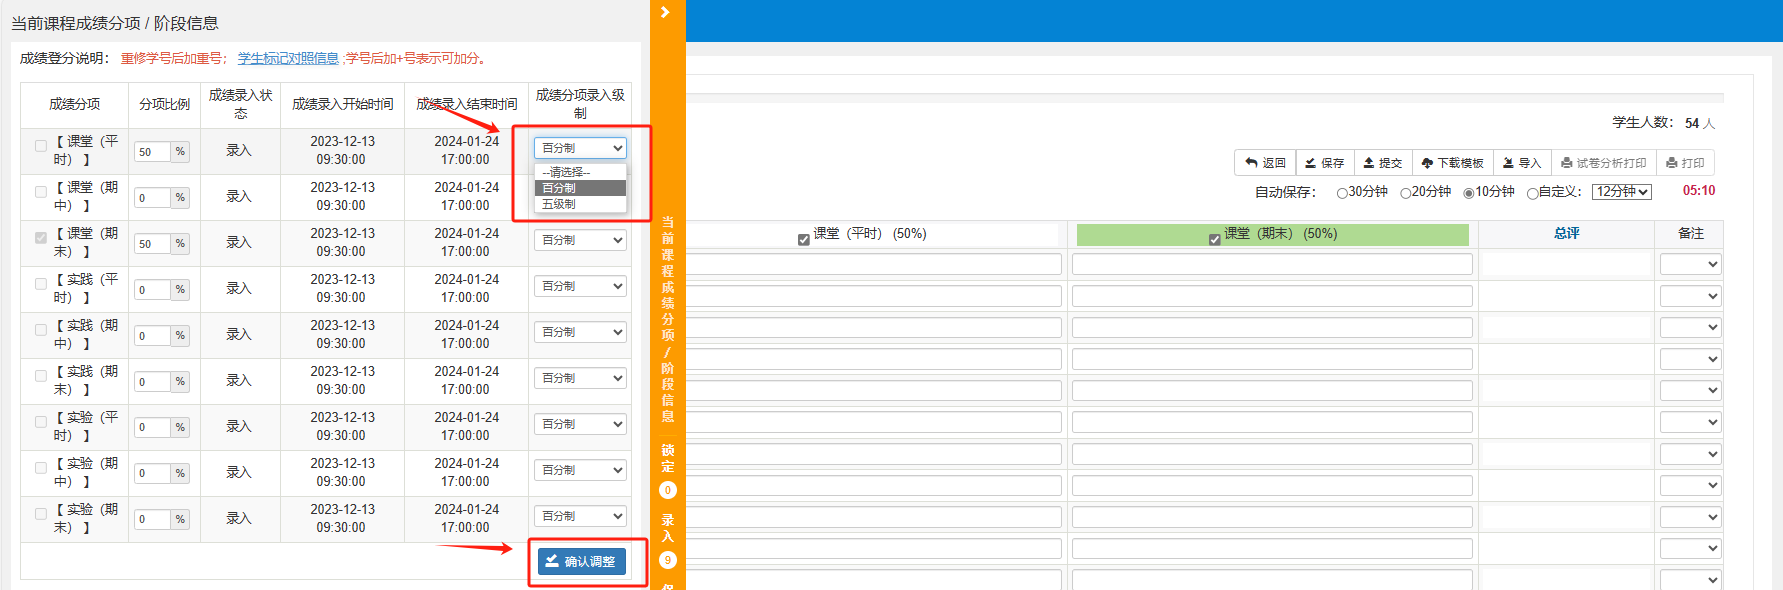 当前课程成绩分项 / 阶段信息
成绩登分说明： 重修学号后加重号； 学生标记对照信息 ;学号后加+号表示可加分。
成绩分项 分项比例 成绩录入状态 成绩录入开始时间 成绩录入结束时间 成绩分项录入级制
【 课堂（平时） 】 50 % 录入 2023-12-13 09:30:00 2024-01-24 17:00:00 百分制
--请选择--
百分制
五级制
【 课堂（期中） 】 0 % 录入 2023-12-13 09:30:00 2024-01-24 17:00:00
【 课堂（期末） 】 50 % 录入 2023-12-13 09:30:00 2024-01-24 17:00:00 百分制
【 实践（平时） 】 0 % 录入 2023-12-13 09:30:00 2024-01-24 17:00:00 百分制
【 实践（期中） 】 0 % 录入 2023-12-13 09:30:00 2024-01-24 17:00:00 百分制
【 实践（期末） 】 0 % 录入 2023-12-13 09:30:00 2024-01-24 17:00:00 百分制
【 实验（平时） 】 0 % 录入 2023-12-13 09:30:00 2024-01-24 17:00:00 百分制
【 实验（期中） 】 0 % 录入 2023-12-13 09:30:00 2024-01-24 17:00:00 百分制
【 实验（期末） 】 0 % 录入 2023-12-13 09:30:00 2024-01-24 17:00:00 百分制
确认调整
当前课程成绩分项/阶段信息
锁定 0
录入 9
学生人数： 54 人
返回 保存 提交 下载模板 导入 试卷分析打印 打印
自动保存： 30分钟 20分钟 10分钟 自定义: 12分钟 05:10
课堂（平时） (50%) 课堂（期末） (50%) 总评 备注